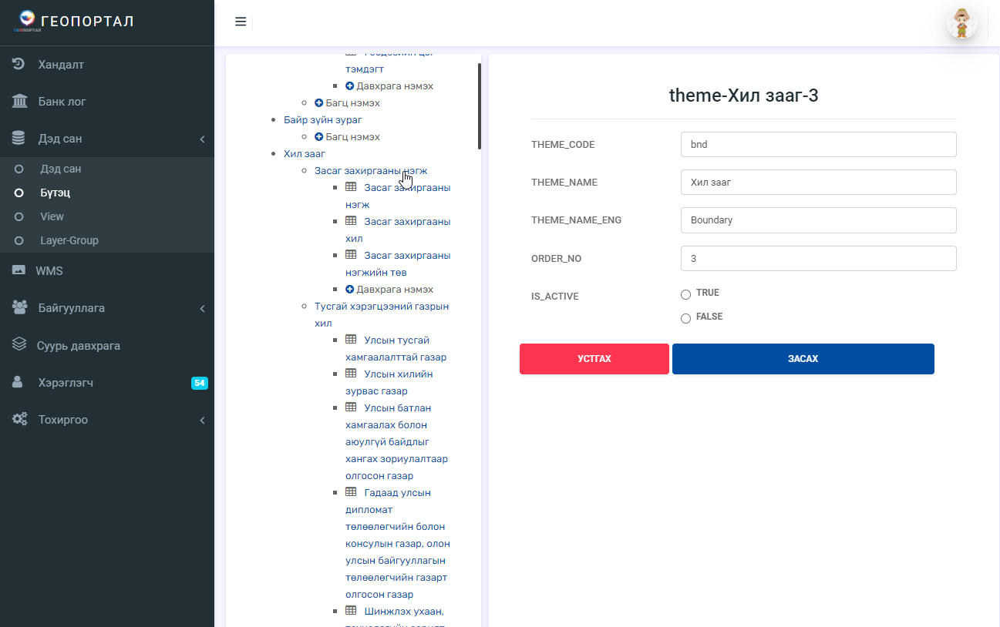 ГЕОПОРТАЛ
Хандалт
Банк лог
Дэд сан
Дэд сан
Бүтэц
View
Layer-Group
WMS
Байгууллага
Суурь давхрага
Хэрэглэгч 54
Тохиргоо
тэмдэгт
Давхрага нэмэх
Багц нэмэх
Байр зүйн зураг
Багц нэмэх
Хил зааг
Засаг захиргааны нэгж
Засаг захиргааны
нэгж
Засаг захиргааны
хил
Засаг захиргааны
нэгжийн төв
Давхрага нэмэх
Тусгай хэрэгцээний газрын
хил
Улсын тусгай
хамгаалалттай газар
Улсын хилийн
зурвас газар
Улсын батлан
хамгаалах болон
аюулгүй байдлыг
хангах зориулалтаар
олгосон газар
Гадаад улсын
дипломат
төлөөлөгчийн болон
консулын газар, олон
улсын байгууллагын
төлөөлөгчийн газарт
олгосон газар
Шинжлэх ухаан,
theme-Хил зааг-3
THEME_CODE bnd
THEME_NAME Хил зааг
THEME_NAME_ENG Boundary
ORDER_NO 3
IS_ACTIVE TRUE
FALSE
УСТГАХ ЗАСАХ